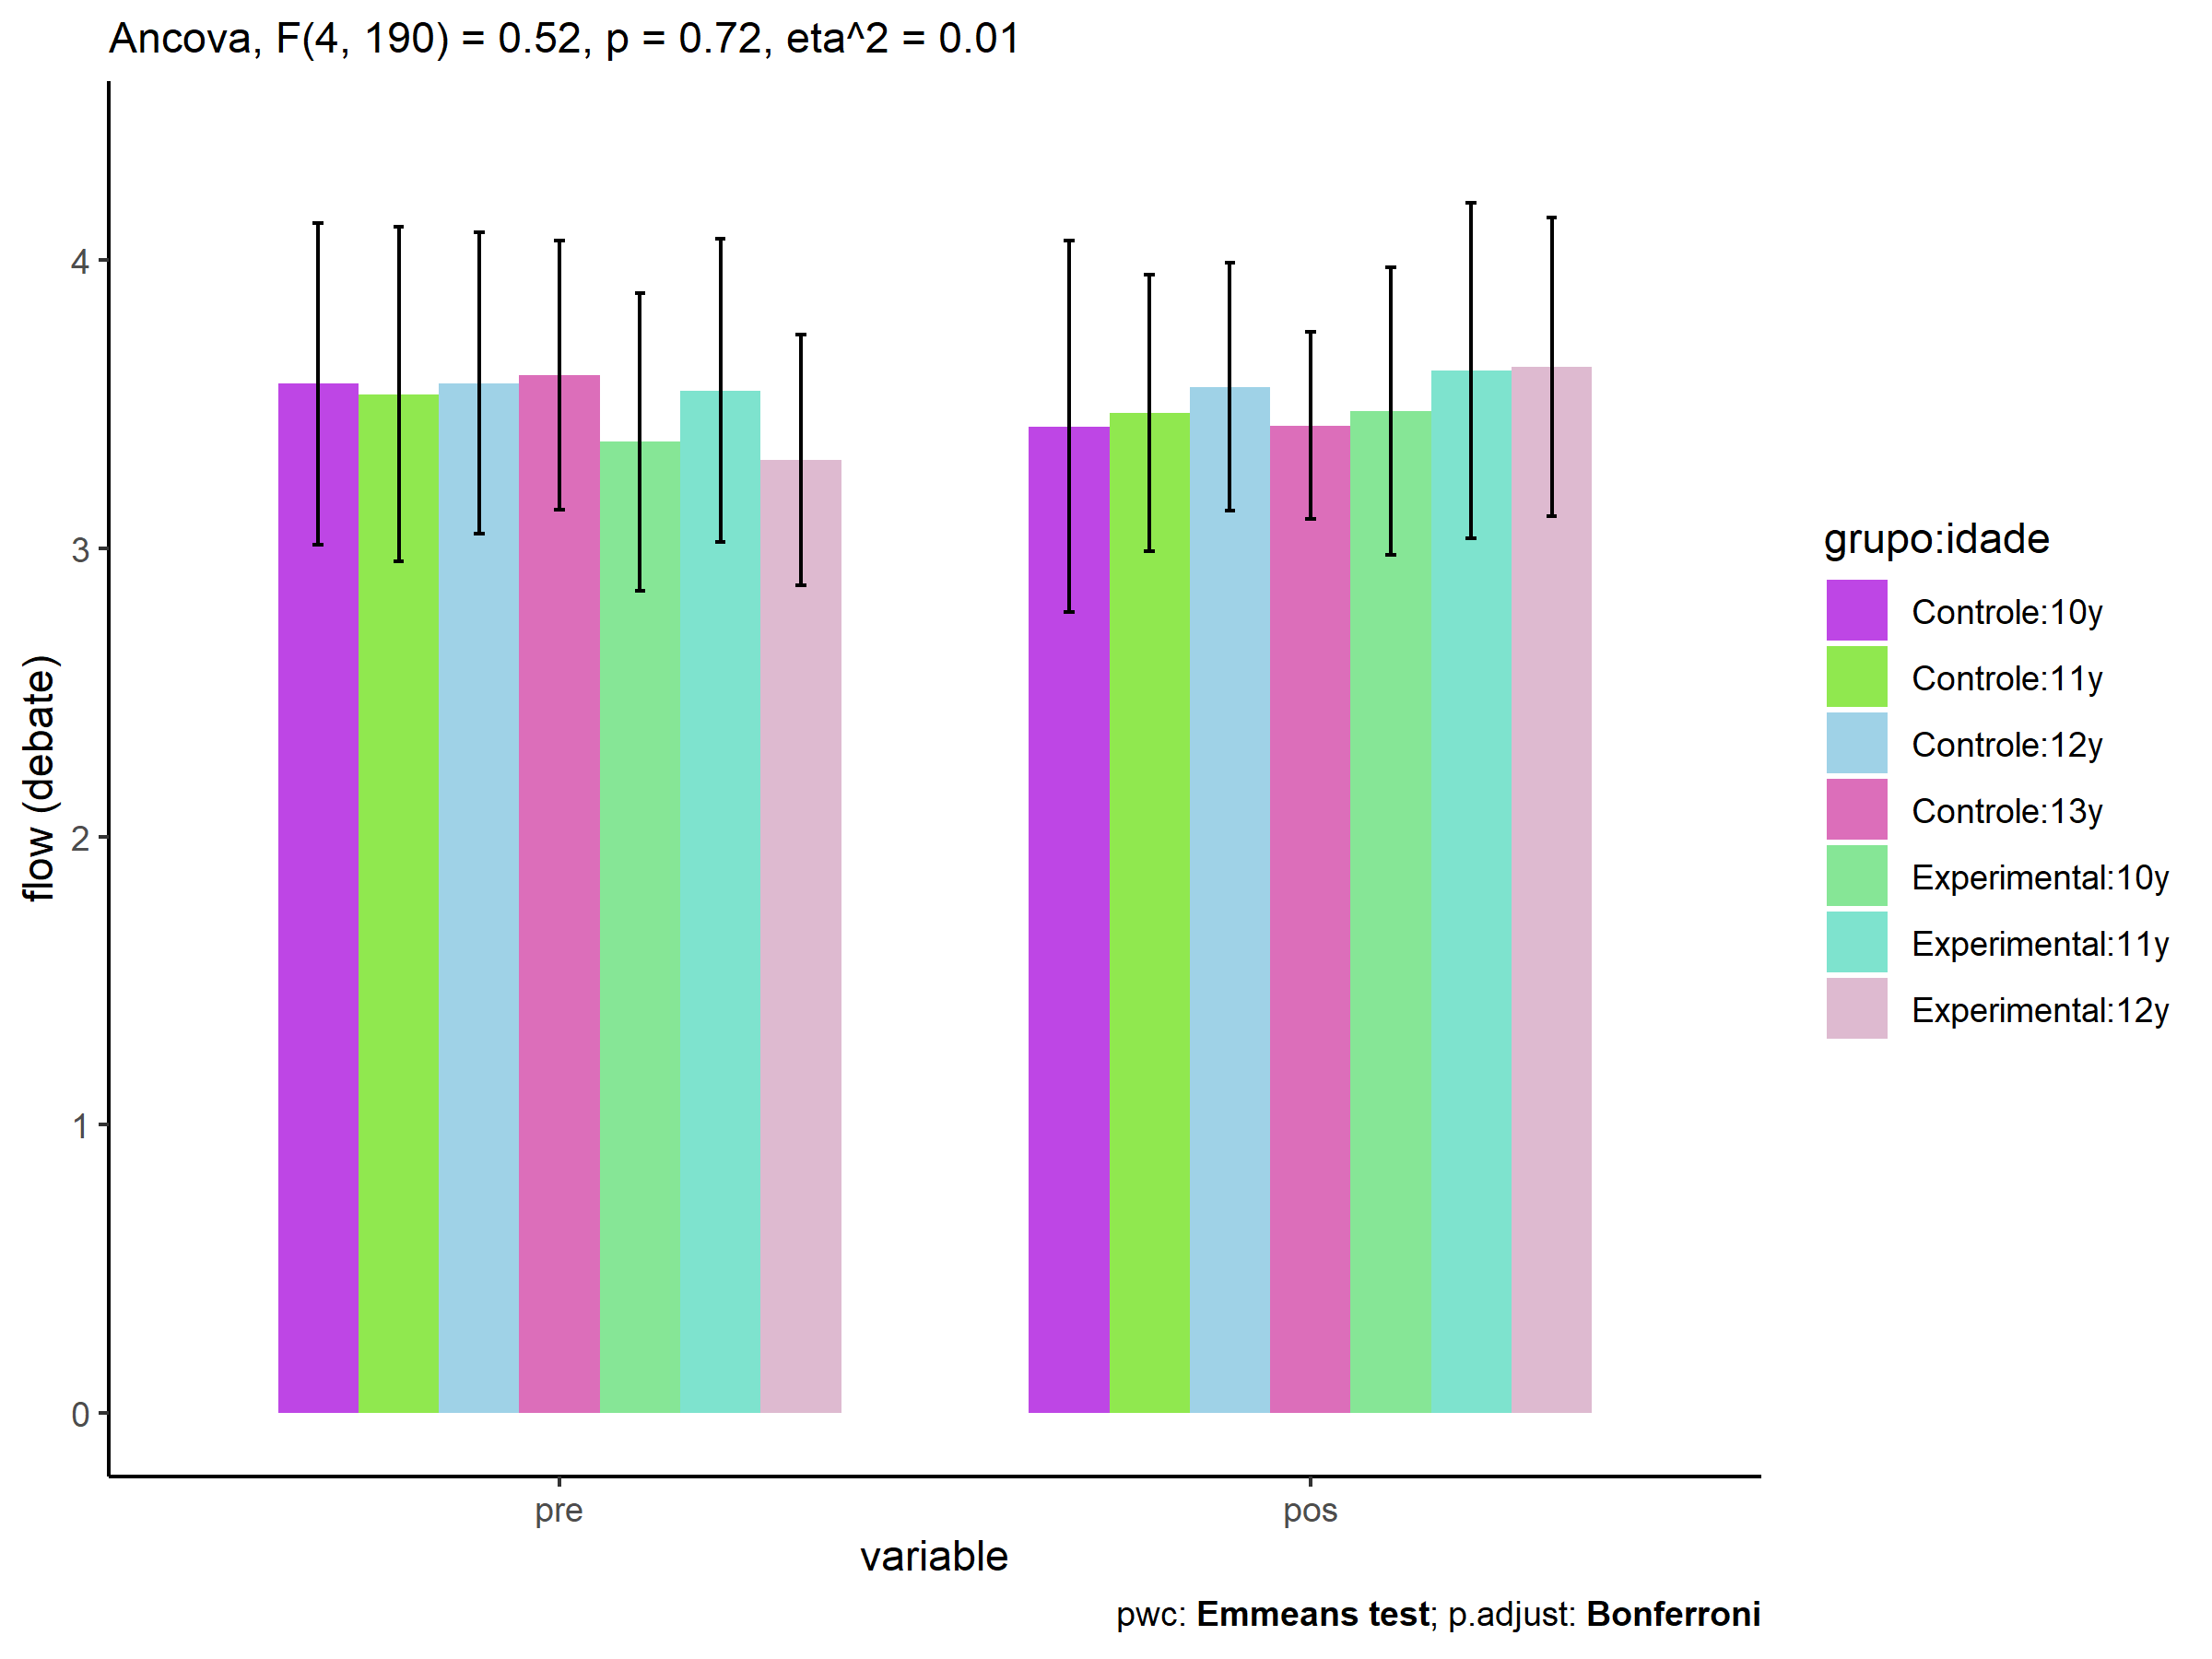 Ancova, F(4, 190) = 0.52, p = 0.72, eta^2 = 0.01
flow (debate)
4
3
2
1
0
pre
pos
variable
grupo:idade
Controle:10y
Controle:11y
Controle:12y
Controle:13y
Experimental:10y
Experimental:11y
Experimental:12y
pwc: Emmeans test; p.adjust: Bonferroni